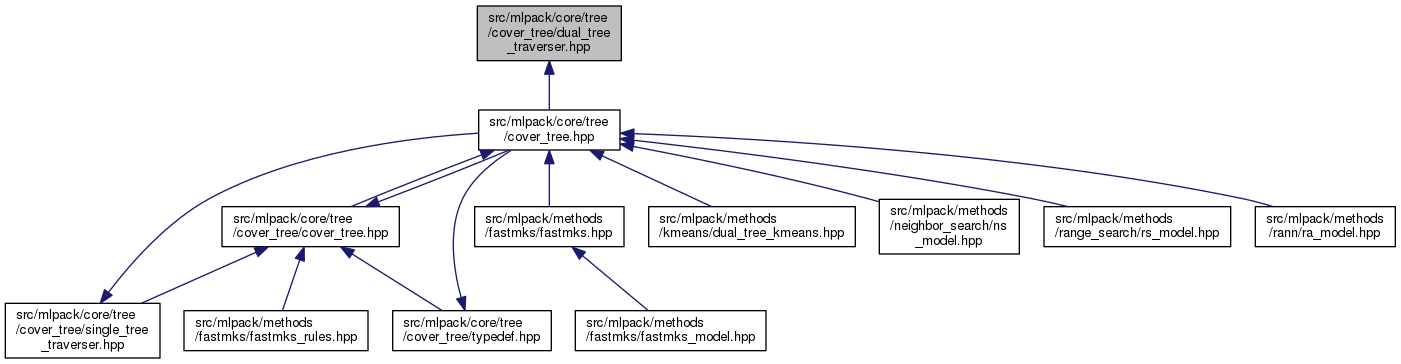 src/mlpack/core/tree
/cover_tree/dual_tree
_traverser.hpp
src/mlpack/core/tree
/cover_tree.hpp
src/mlpack/core/tree
/cover_tree/cover_tree.hpp
src/mlpack/methods
/fastmks/fastmks.hpp
src/mlpack/methods
/kmeans/dual_tree_kmeans.hpp
src/mlpack/methods
/neighbor_search/ns
_model.hpp
src/mlpack/methods
/range_search/rs_model.hpp
src/mlpack/methods
/rann/ra_model.hpp
src/mlpack/core/tree
/cover_tree/single_tree
_traverser.hpp
src/mlpack/methods
/fastmks/fastmks_rules.hpp
src/mlpack/core/tree
/cover_tree/typedef.hpp
src/mlpack/methods
/fastmks/fastmks_model.hpp